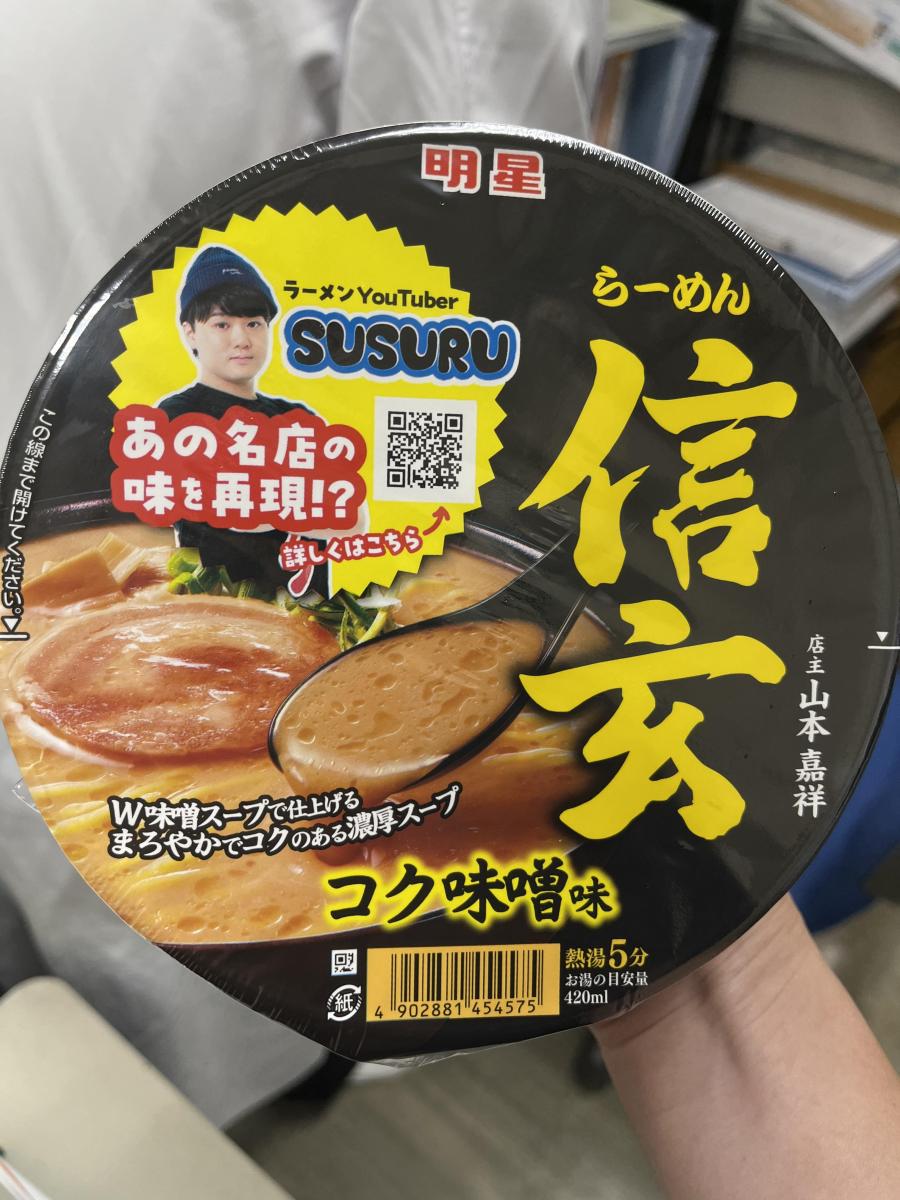 明星
ラーメンYouTuber
SUSURU
あの名店の
味を再現!?
詳しくはこちら
らーめん
信玄
店主 山本嘉祥
この線まで開けてください。
W味噌スープで仕上げる
まろやかでコクのある濃厚スープ
コク味噌味
紙
4 902881 454575
熱湯5分
お湯の目安量
420ml